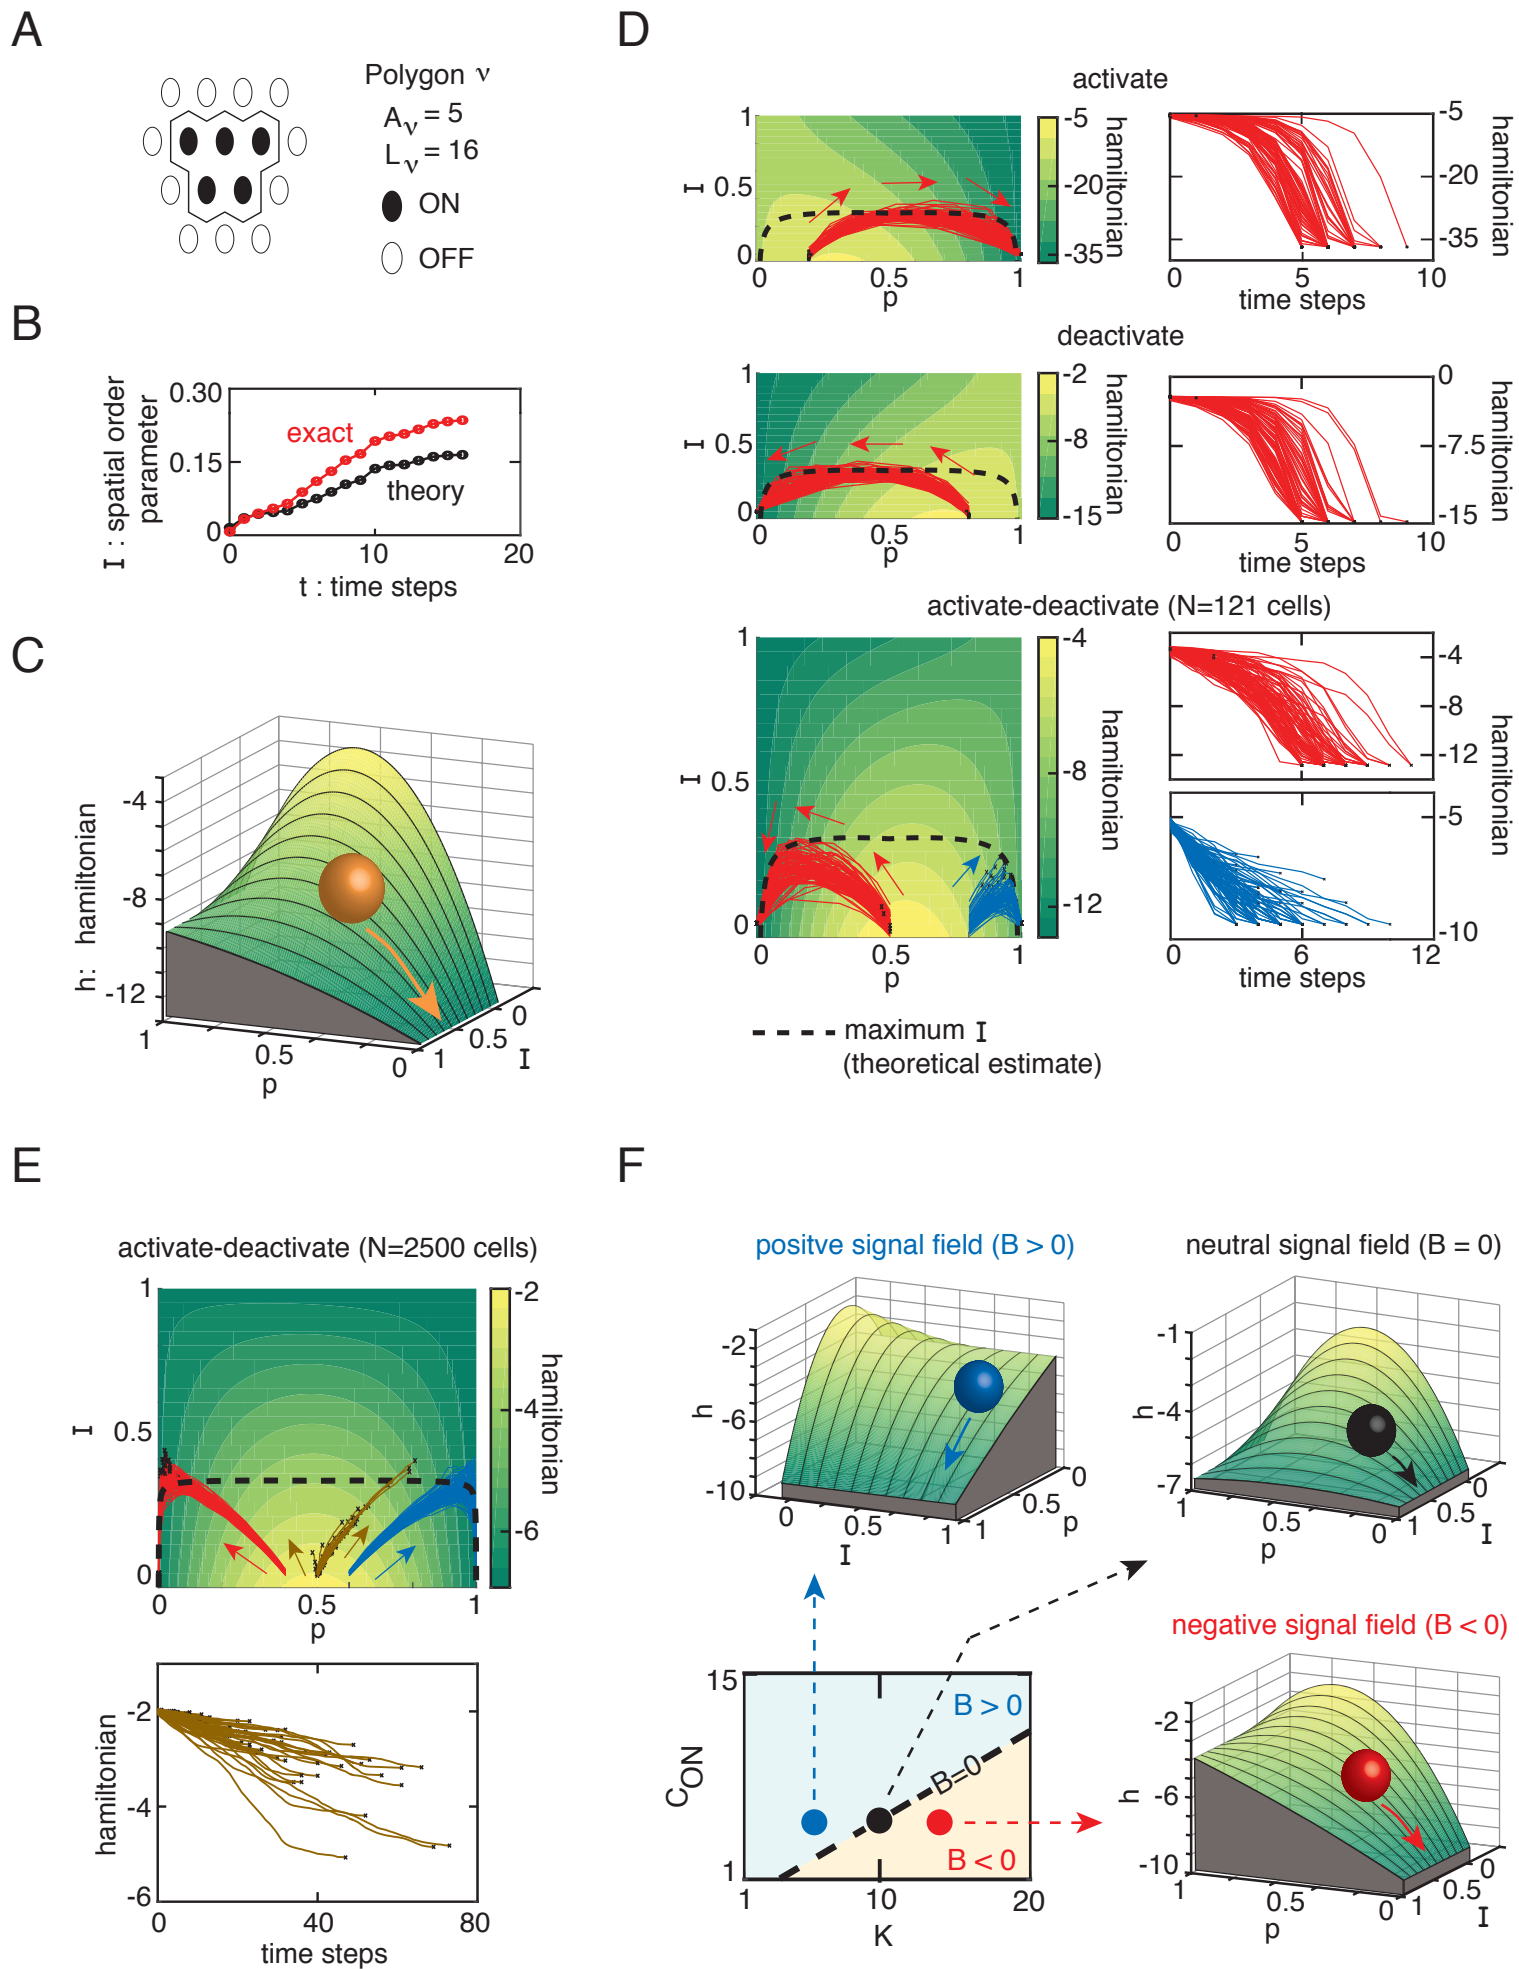 A
Polygon ν
Aν = 5
Lν = 16
ON
OFF
B
I : spatial order
parameter
0.30
0.15
0
exact
theory
0
10
20
t : time steps
C
h: hamiltonian
-4
-8
-12
1
0.5
0
p
1
0.5
0
I
D
activate
1
0.5
0
I
0
0.5
1
p
-5
-20
-35
hamiltonian
-5
-20
-35
hamiltonian
0
5
10
time steps
deactivate
1
0.5
0
I
0
0.5
1
p
-2
-8
-15
hamiltonian
0
-7.5
-15
hamiltonian
0
5
10
time steps
activate-deactivate (N=121 cells)
1
0.5
0
I
0
0.5
1
p
-4
-8
-12
hamiltonian
-4
-8
-12
-5
-10
hamiltonian
0
6
12
time steps
maximum I
(theoretical estimate)
E
activate-deactivate (N=2500 cells)
1
0.5
0
I
0
0.5
1
p
-2
-4
-6
hamiltonian
-2
-4
-6
hamiltonian
0
40
80
time steps
F
positve signal field (B > 0)
-2
-6
-10
h
0
0.5
1
I
0
0.5
1
p
neutral signal field (B = 0)
-1
-4
-7
h
1
0.5
0
p
0
0.5
1
I
negative signal field (B < 0)
-2
-6
-10
h
1
0.5
0
p
0
0.5
1
I
15
1
CON
B > 0
B=0
B < 0
1
10
20
K